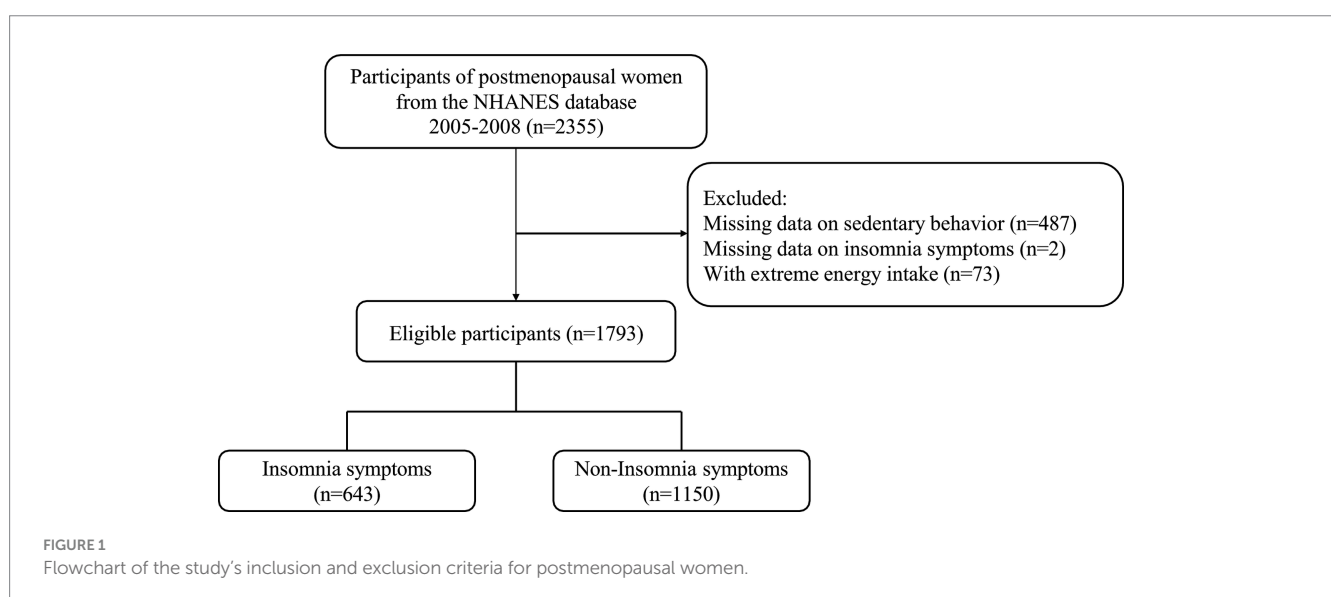 Participants of postmenopausal women
from the NHANES database
2005-2008 (n=2355)
Excluded:
Missing data on sedentary behavior (n=487)
Missing data on insomnia symptoms (n=2)
With extreme energy intake (n=73)
Eligible participants (n=1793)
Insomnia symptoms
(n=643)
Non-Insomnia symptoms
(n=1150)
FIGURE 1
Flowchart of the study’s inclusion and exclusion criteria for postmenopausal women.